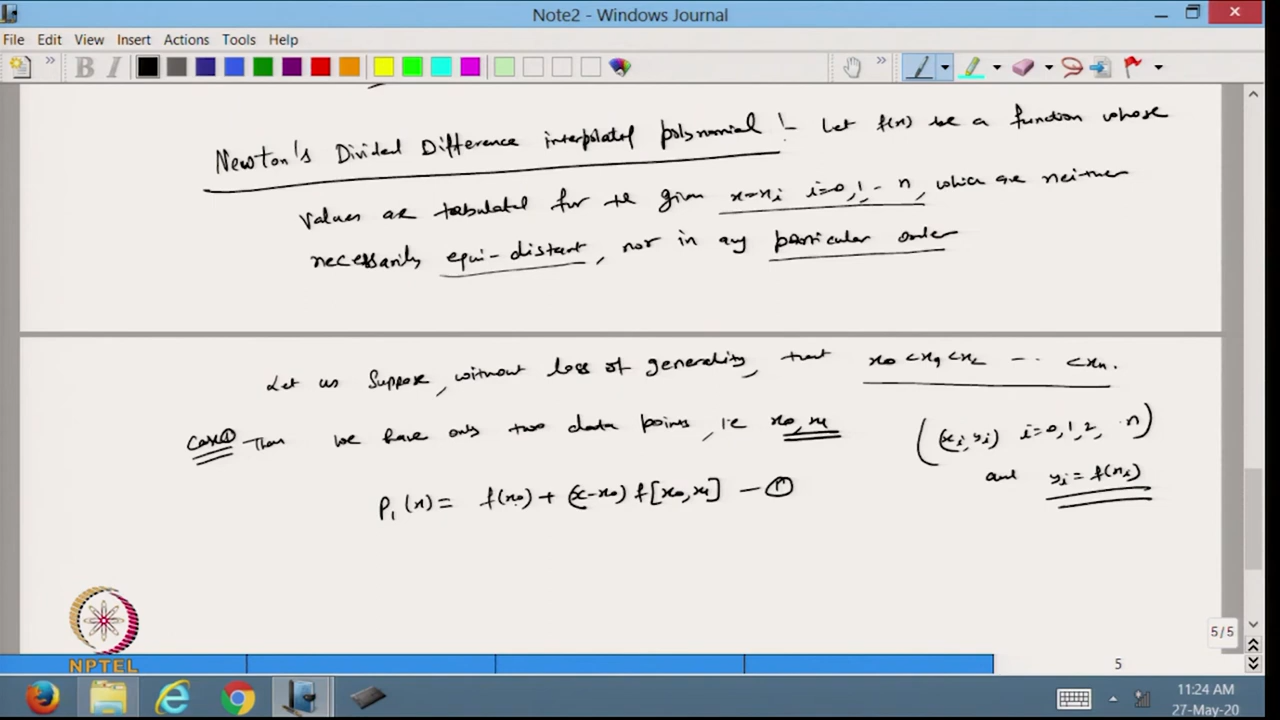 Note2 - Windows Journal
File Edit View Insert Actions Tools Help
Newton's Divided Difference interpolated polynomial :- Let f(x) be a function whose
values are tabulated for the given x=xi i=0,1,- n, which are neither
necessarily equi-distant, nor in any particular order
Let us Suppose, without loss of generality, that x0 <x1 <x2 -- <xn.
Case① Then we have only two data points, i.e x0, x1
(xi, yi) i=0,1,2, n)
and yi = f(xi)
P1(x) = f(x0) + (x-x0) f[x0,x1] — ①
5/5
NPTEL
5
11:24 AM
27-May-20